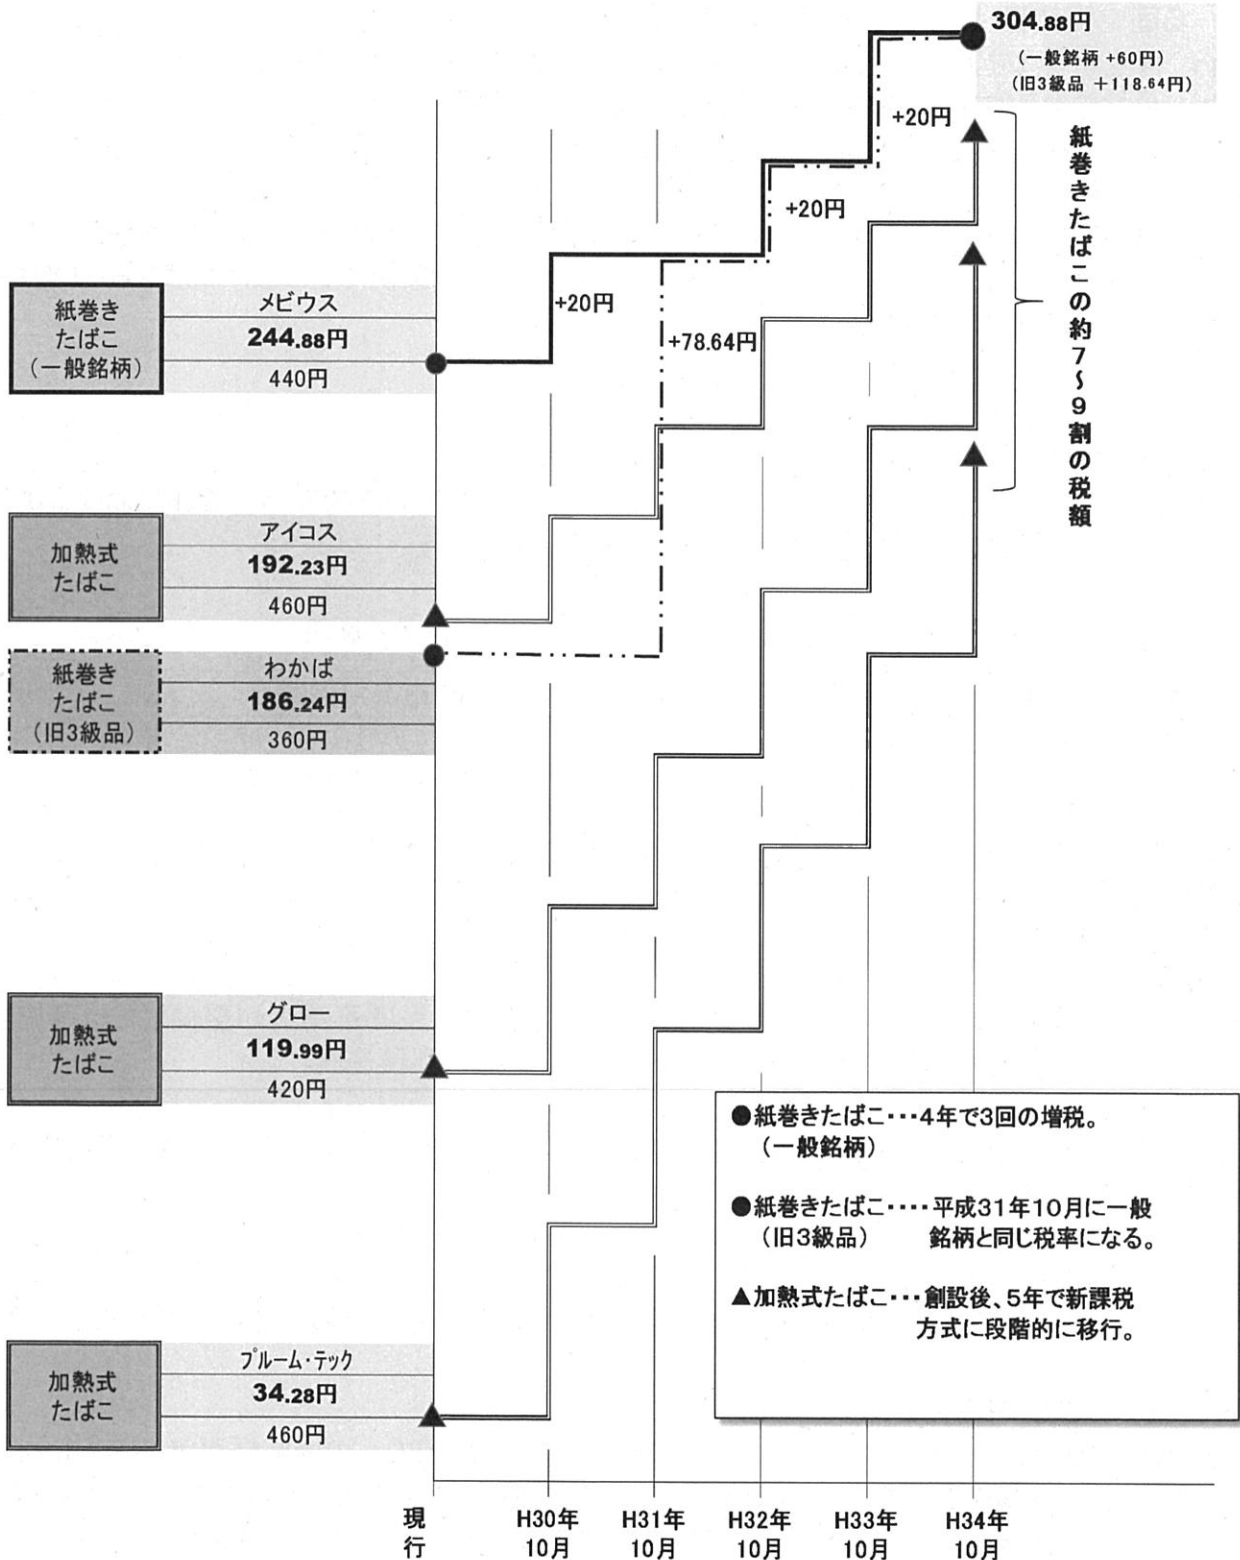 304.88円
(一般銘柄 +60円)
(旧3級品 +118.64円)
+20円
+20円
+20円
+78.64円
紙巻きたばこの約7~9割の税額
紙巻き
たばこ
(一般銘柄)
メビウス
244.88円
440円
加熱式
たばこ
アイコス
192.23円
460円
紙巻き
たばこ
(旧3級品)
わかば
186.24円
360円
加熱式
たばこ
グロー
119.99円
420円
加熱式
たばこ
プルーム・テック
34.28円
460円
●紙巻きたばこ・・・4年で3回の増税。
(一般銘柄)
●紙巻きたばこ・・・・平成31年10月に一般
(旧3級品) 銘柄と同じ税率になる。
▲加熱式たばこ・・・創設後、5年で新課税
方式に段階的に移行。
現行
H30年
10月
H31年
10月
H32年
10月
H33年
10月
H34年
10月